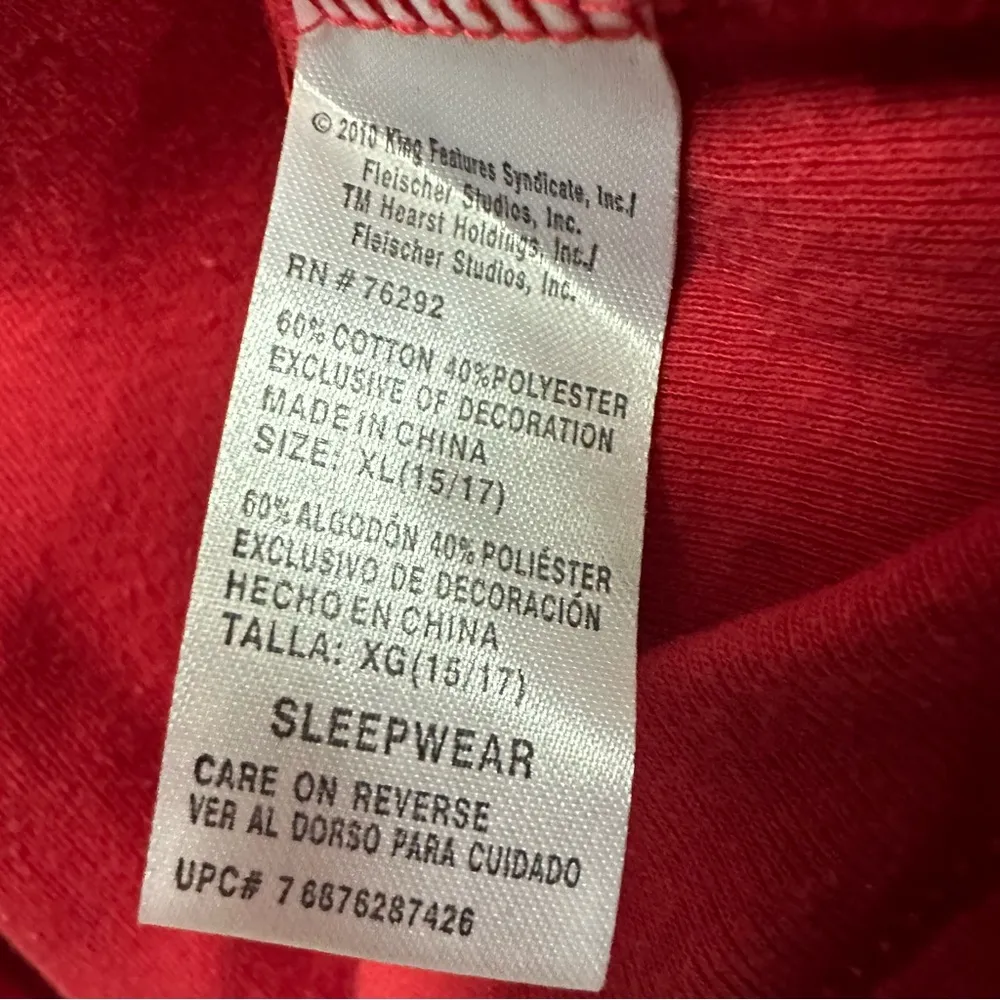 © 2010 King Features Syndicate, Inc./
Fleischer Studios, Inc.
TM Hearst Holdings, Inc./
Fleischer Studios, Inc.
RN # 76292
60% COTTON 40%POLYESTER
EXCLUSIVE OF DECORATION
MADE IN CHINA
SIZE: XL(15/17)
60% ALGODÓN 40% POLIÉSTER
EXCLUSIVO DE DECORACIÓN
HECHO EN CHINA
TALLA: XG(15/17)
SLEEPWEAR
CARE ON REVERSE
VER AL DORSO PARA CUIDADO
UPC# 7 6876287426